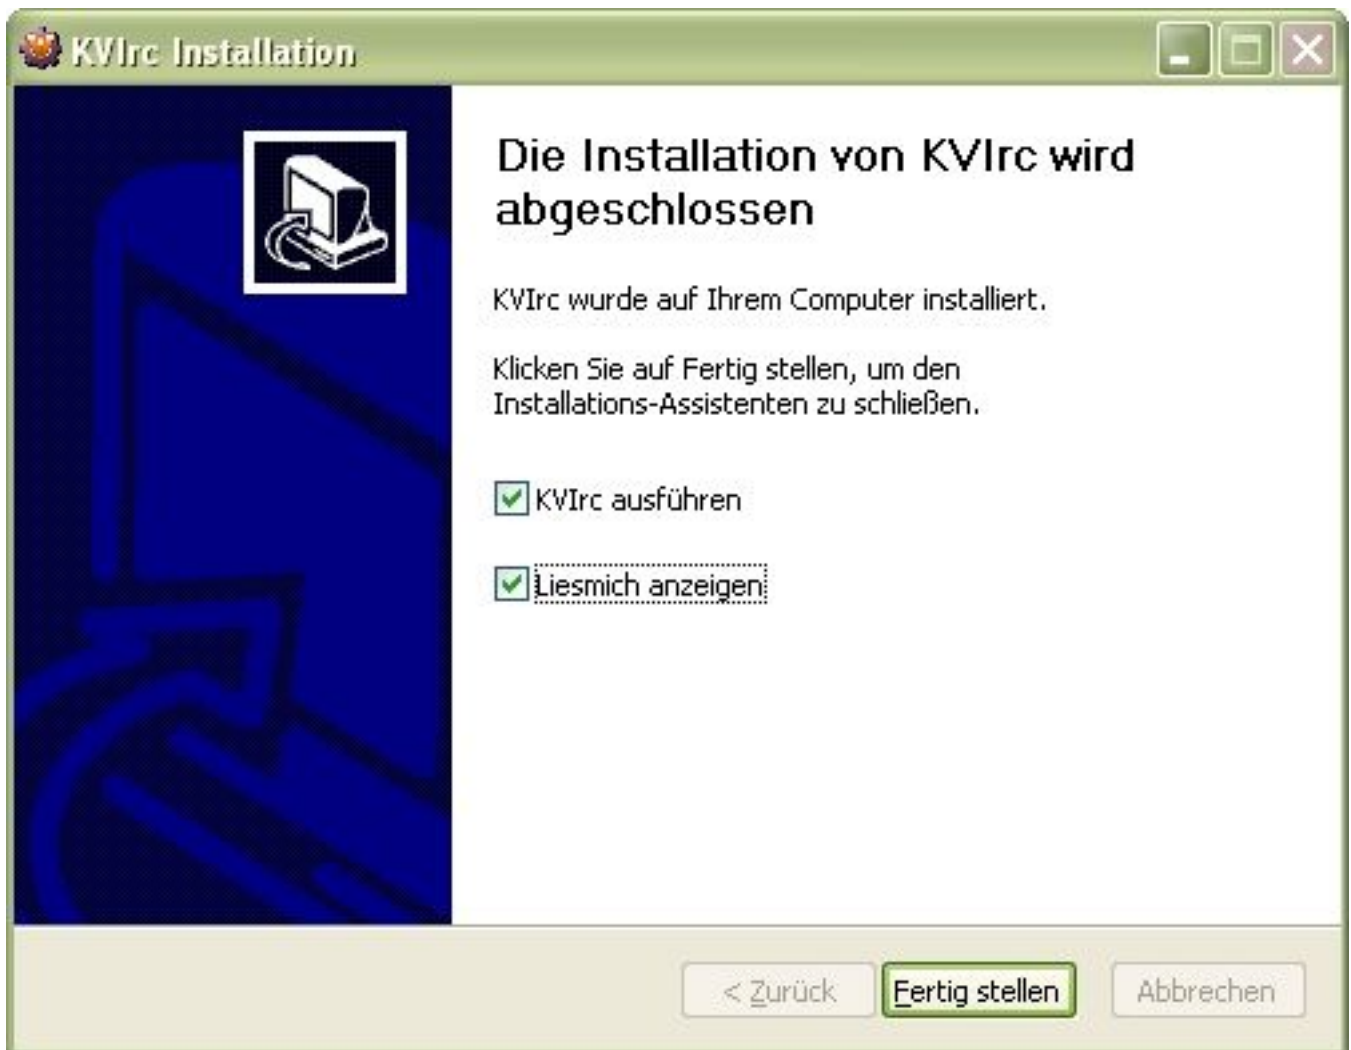 KVIrc Installation
Die Installation von KVIrc wird
abgeschlossen
KVIrc wurde auf Ihrem Computer installiert.
Klicken Sie auf Fertig stellen, um den
Installations-Assistenten zu schließen.
KVIrc ausführen
Liesmich anzeigen
< Zurück
Fertig stellen
Abbrechen